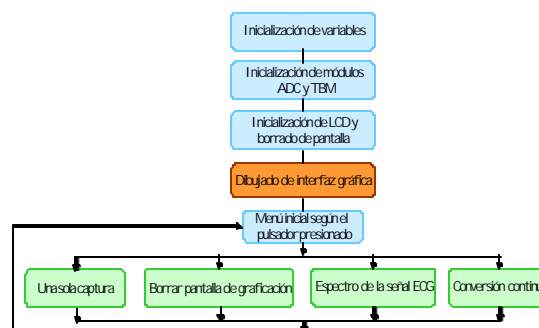 Inicialización de variables
Inicialización de módulos
ADC y TBM
Inicialización de LCD y
borrado de pantalla
Dibujado de interfaz gráfica
Menú inicial según el
pulsador presionado
Una sola captura
Borrar pantalla de graficación
Espectro de la señal ECG
Conversión continu